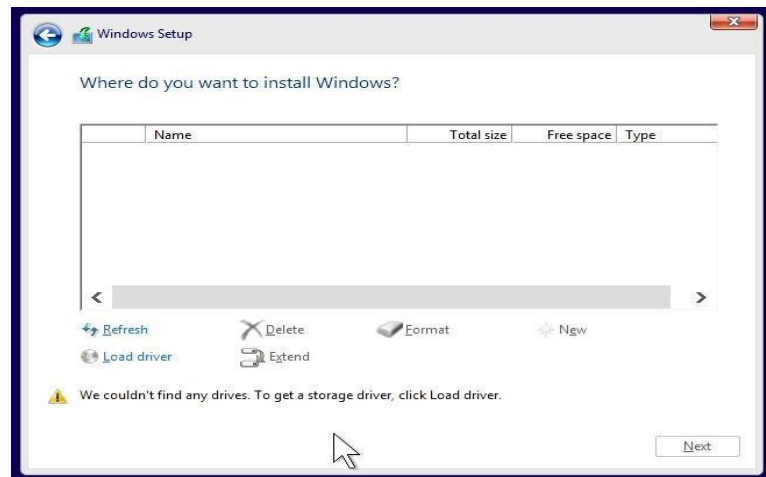 Windows Setup
Where do you want to install Windows?
Name Total size Free space Type
Refresh Delete Format New
Load driver Extend
We couldn't find any drives. To get a storage driver, click Load driver.
Next